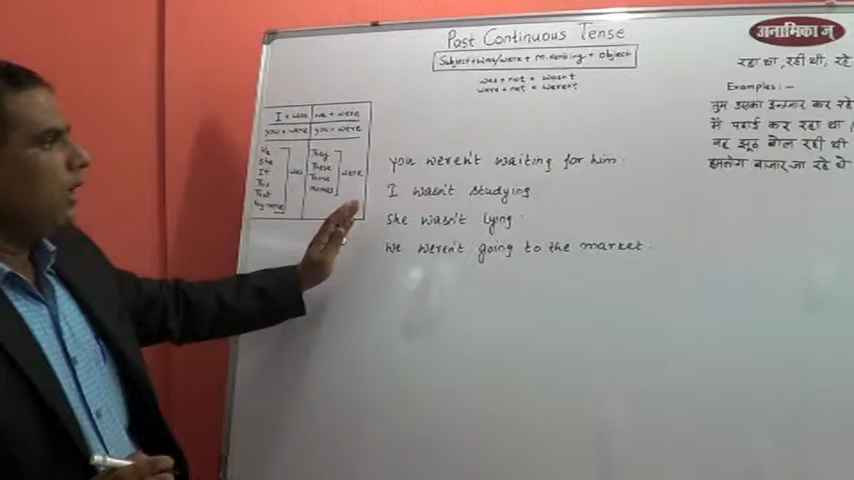 Past Continuous Tense
Subject + was/were + m.verb+ing + object
was + not = wasn't
were + not = weren't
अनामिका ज्
रहा था, रही थी, रहे
Examples :-
तुम उसका इन्तजार कर रहे
मैं पढाई कर रहा था
वह झूठ बोल रही थी
हमलोग बाजार जा रहे थे
I + was we + were
you + were you + were
He
She
It
This
That
Any name
was
They
These
Those
names
were
you weren't waiting for him.
I wasn't studying
She wasn't lying.
We weren't going to the market.